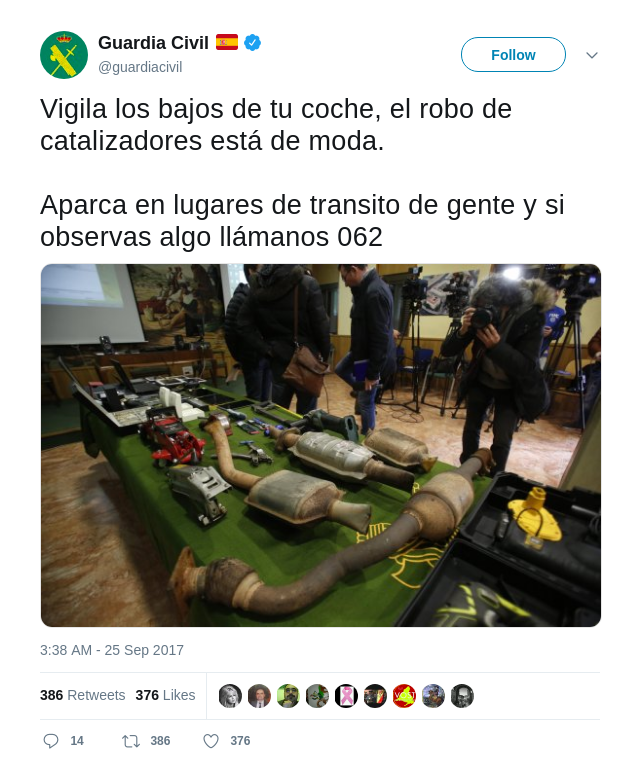 Guardia Civil
@guardiacivil
Follow
Vigila los bajos de tu coche, el robo de
catalizadores está de moda.
Aparca en lugares de transito de gente y si
observas algo llámanos 062
3:38 AM - 25 Sep 2017
386 Retweets 376 Likes
14 386 376